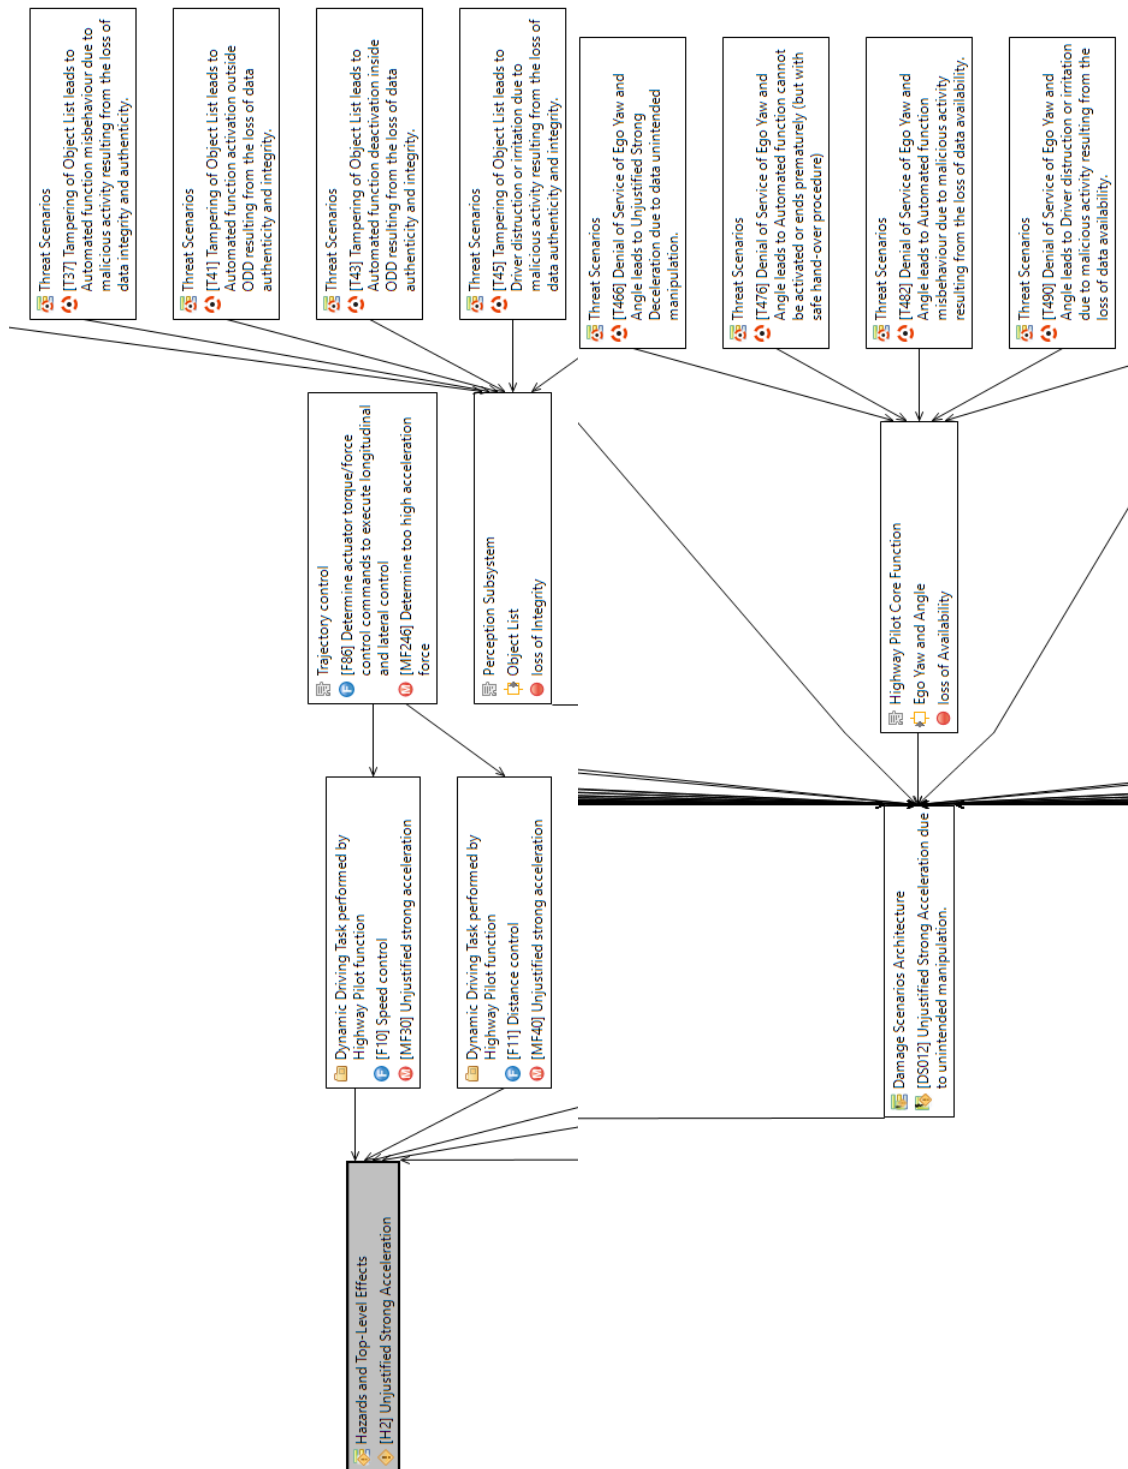 Threat Scenarios
[T37] Tampering of Object List leads to
Automated function misbehaviour due to
malicious activity resulting from the loss of
data integrity and authenticity.
Threat Scenarios
[T41] Tampering of Object List leads to
Automated function activation outside
ODD resulting from the loss of data
authenticity and integrity.
Threat Scenarios
[T43] Tampering of Object List leads to
Automated function deactivation inside
ODD resulting from the loss of data
authenticity and integrity.
Threat Scenarios
[T45] Tampering of Object List leads to
Driver distruction or irritation due to
malicious activity resulting from the loss of
data authenticity and integrity.
Threat Scenarios
[T466] Denial of Service of Ego Yaw and
Angle leads to Unjustified Strong
Deceleration due to data unintended
manipulation.
Threat Scenarios
[T476] Denial of Service of Ego Yaw and
Angle leads to Automated function cannot
be activated or ends prematurely (but with
safe hand-over procedure)
Threat Scenarios
[T482] Denial of Service of Ego Yaw and
Angle leads to Automated function
misbehaviour due to malicious activity
resulting from the loss of data availability.
Threat Scenarios
[T490] Denial of Service of Ego Yaw and
Angle leads to Driver distruction or irritation
due to malicious activity resulting from the
loss of data availability.
Trajectory control
[F86] Determine actuator torque/force
control commands to execute longitudinal
and lateral control
[MF246] Determine too high acceleration
force
Perception Subsystem
Object List
loss of Integrity
Highway Pilot Core Function
Ego Yaw and Angle
loss of Availability
Dynamic Driving Task performed by
Highway Pilot function
[F10] Speed control
[MF30] Unjustified strong acceleration
Dynamic Driving Task performed by
Highway Pilot function
[F11] Distance control
[MF40] Unjustified strong acceleration
Damage Scenarios Architecture
[DS012] Unjustified Strong Acceleration due
to unintended manipulation.
Hazards and Top-Level Effects
[H2] Unjustified Strong Acceleration